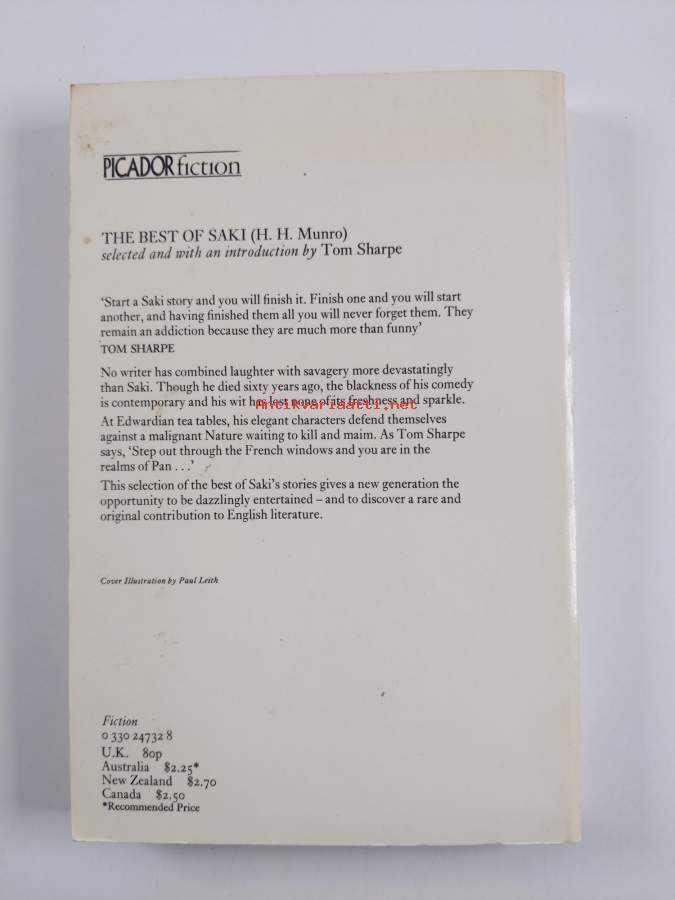 PICADOR fiction
THE BEST OF SAKI (H. H. Munro)
selected and with an introduction by Tom Sharpe
‘Start a Saki story and you will finish it. Finish one and you will start
another, and having finished them all you will never forget them. They
remain an addiction because they are much more than funny’
TOM SHARPE
No writer has combined laughter with savagery more devastatingly
than Saki. Though he died sixty years ago, the blackness of his comedy
is contemporary and his wit has lost none of its freshness and sparkle.
Antikvariaatti.net
At Edwardian tea tables, his elegant characters defend themselves
against a malignant Nature waiting to kill and maim. As Tom Sharpe
says, ‘Step out through the French windows and you are in the
realms of Pan . . .’
This selection of the best of Saki’s stories gives a new generation the
opportunity to be dazzlingly entertained – and to discover a rare and
original contribution to English literature.
Cover Illustration by Paul Leith
Fiction
0 330 24732 8
U.K. 80p
Australia $2.25*
New Zealand $2.70
Canada $2.50
*Recommended Price